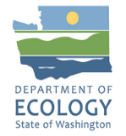 DEPARTMENT OF
ECOLOGY
State of Washington